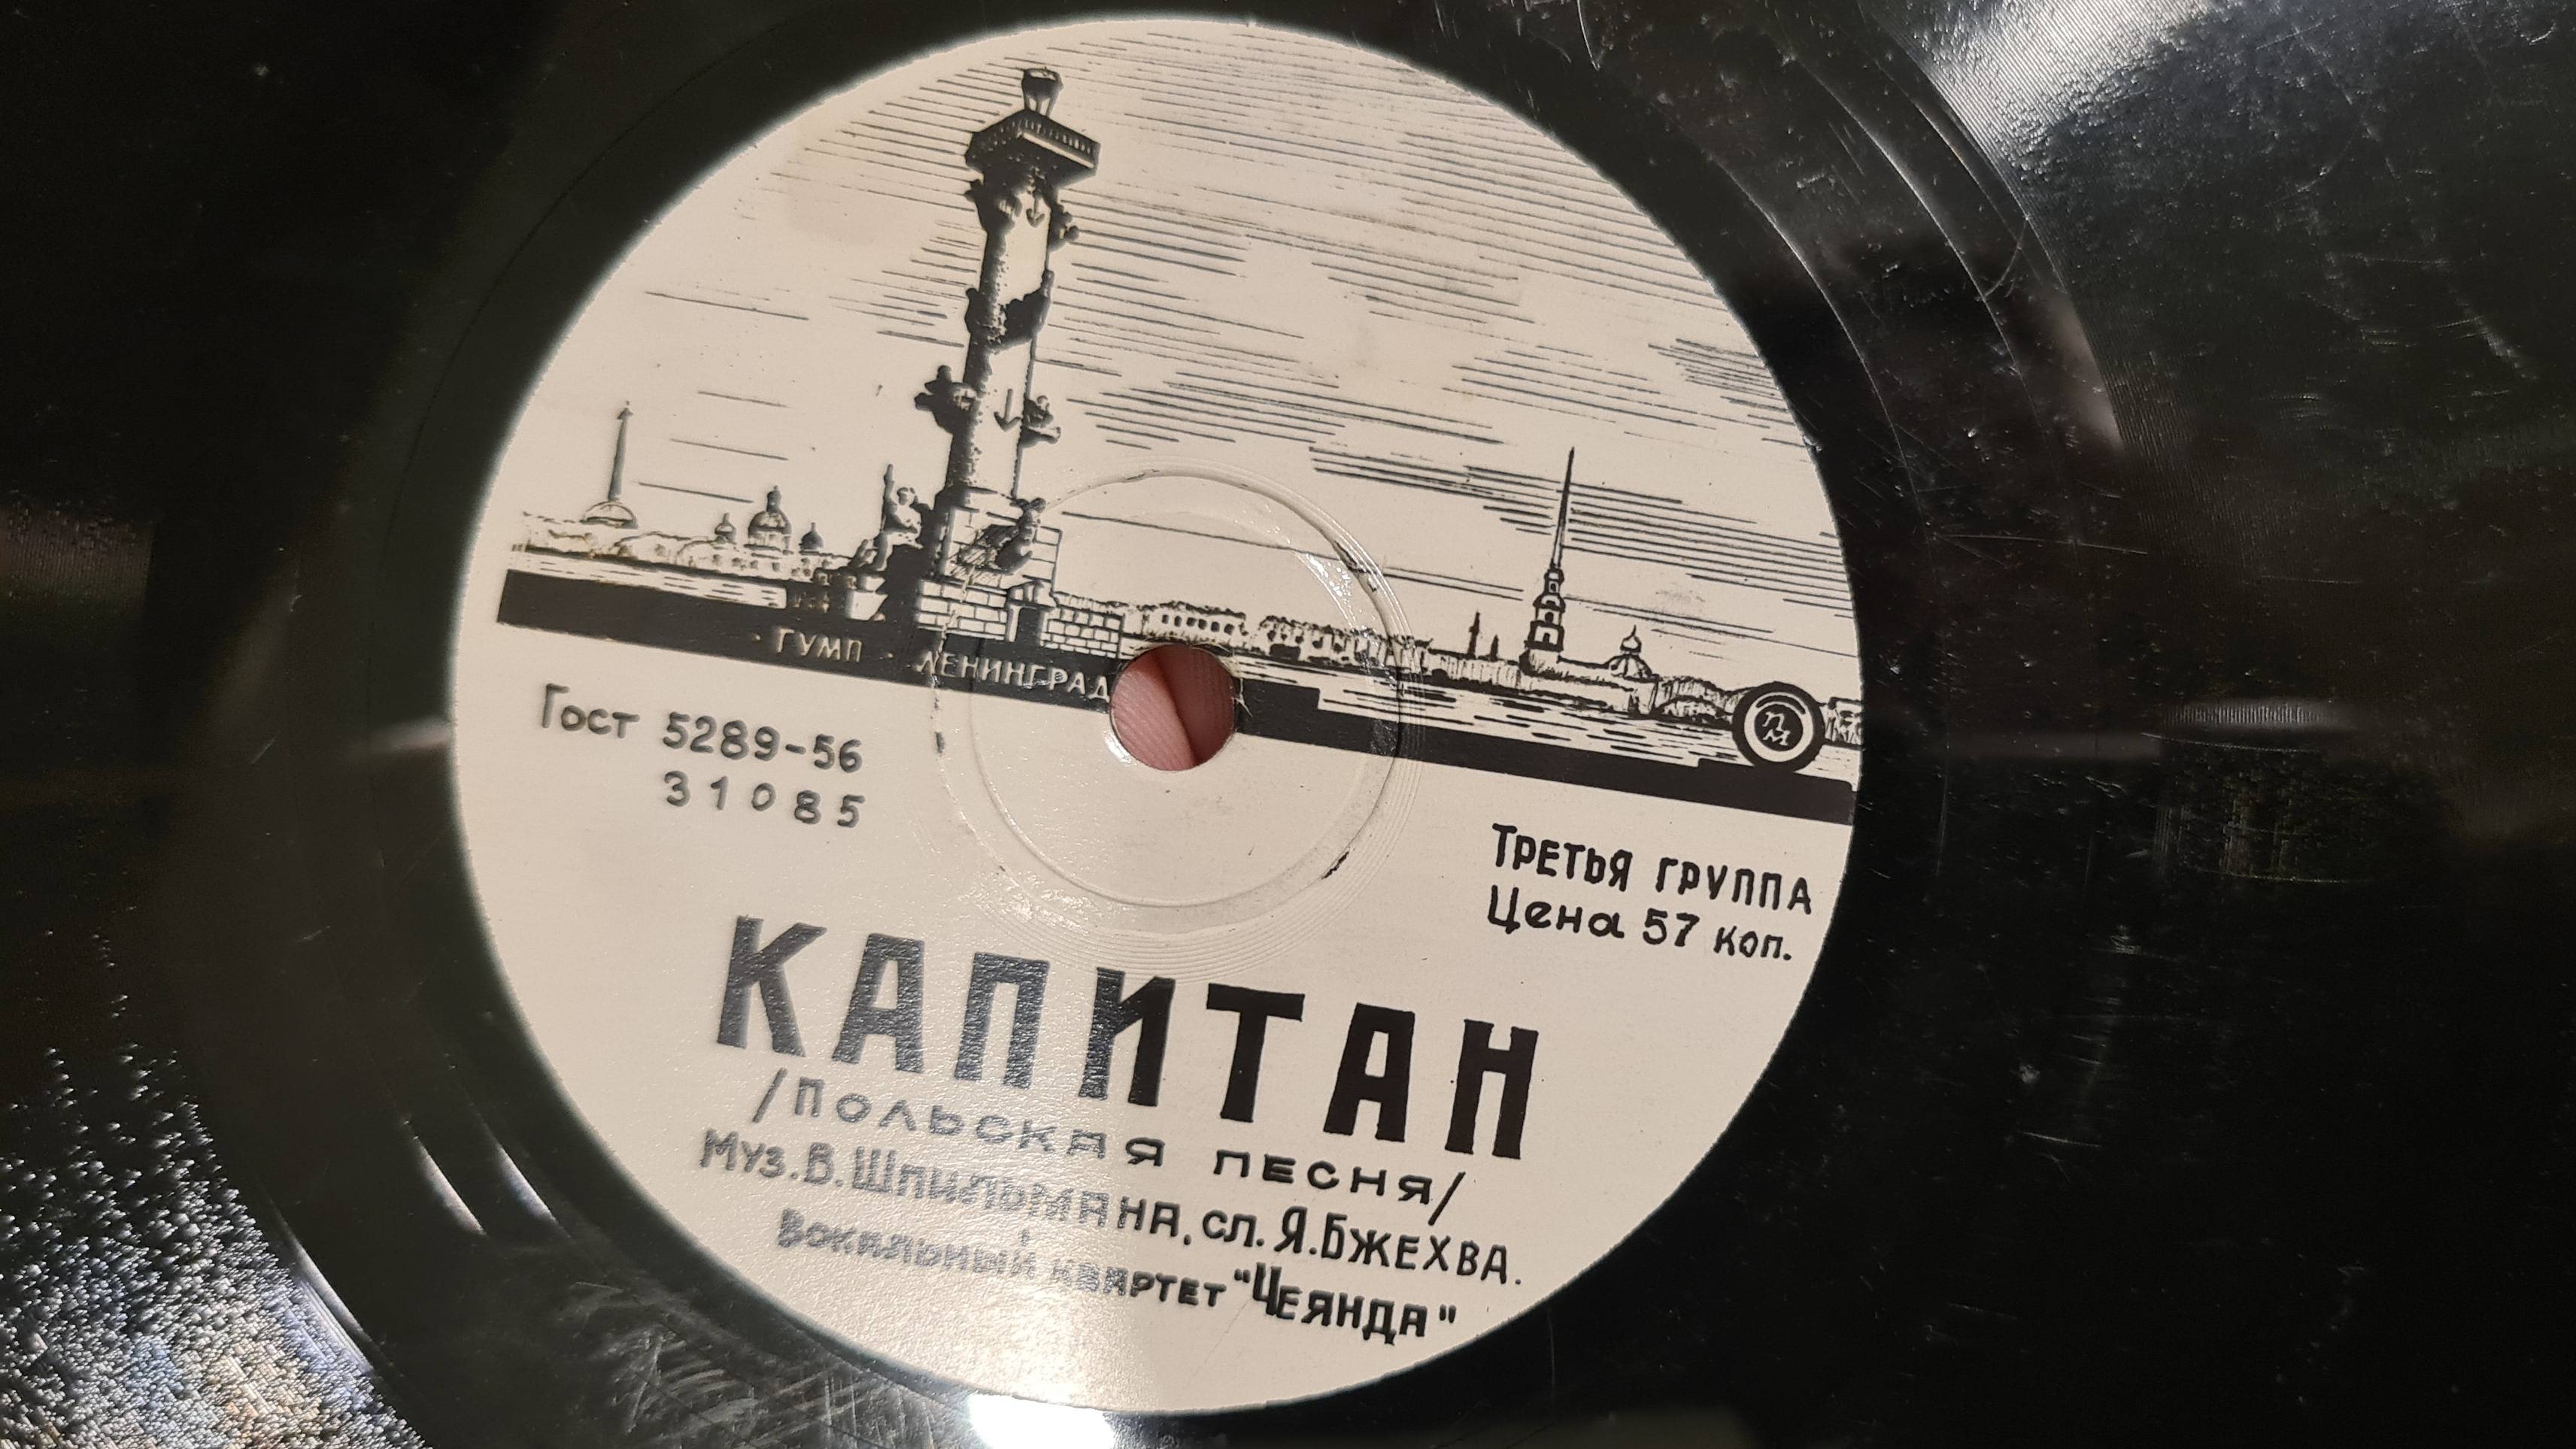 ГУМП · ЛЕНИНГРАД
ПМ
Гост 5289-56
31085
Третья группа
Цена 57 коп.
КАПИТАН
/Польская песня/
Муз. В. Шпильмана, сл. Я. Бжехва.
Вокальный квартет "Чеянда"